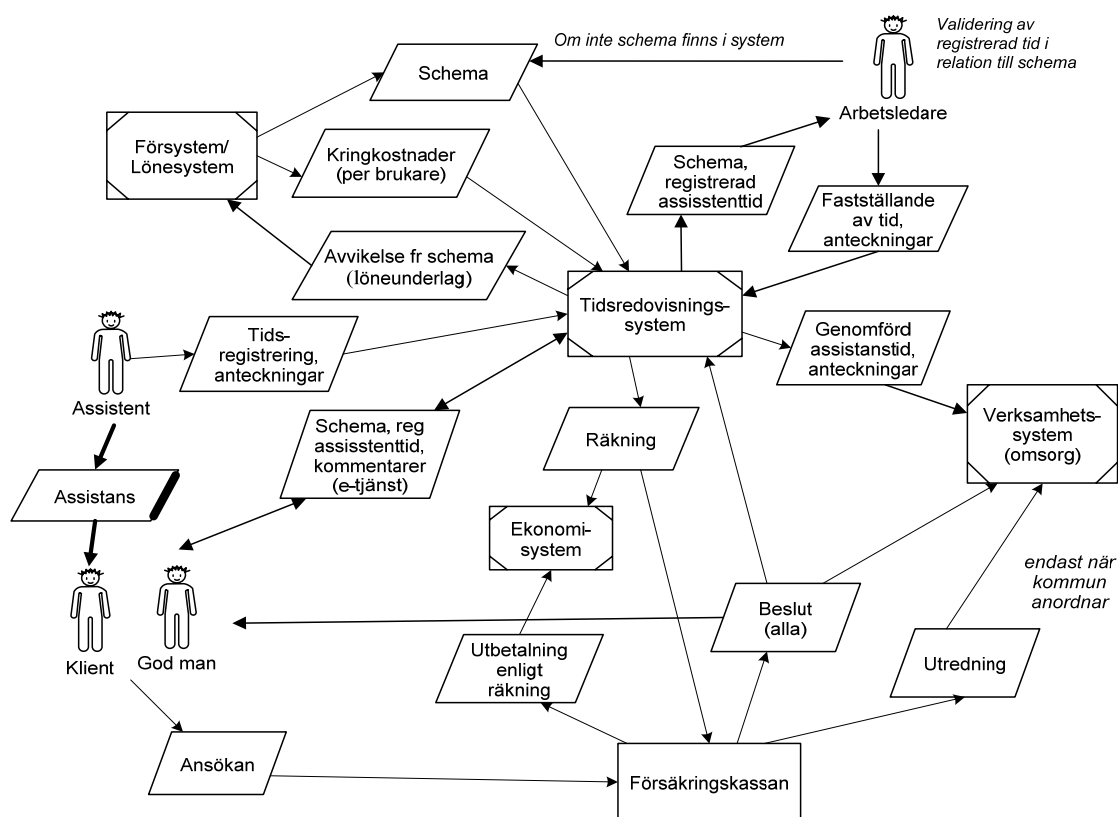 Om inte schema finns i system
Validering av
registrerad tid i
relation till schema
Schema
Arbetsledare
Försystem/
Lönesystem
Kringkostnader
(per brukare)
Schema,
registrerad
assisstenttid
Fastställande
av tid,
anteckningar
Avvikelse fr schema
(löneunderlag)
Tidsredovisnings-
system
Tids-
registrering,
anteckningar
Genomförd
assistanstid,
anteckningar
Assistent
Schema, reg
assisstenttid,
kommentarer
(e-tjänst)
Räkning
Verksamhets-
system
(omsorg)
Assistans
Ekonomi-
system
endast när
kommun
anordnar
Beslut
(alla)
Klient
God man
Utbetalning
enligt
räkning
Utredning
Ansökan
Försäkringskassan